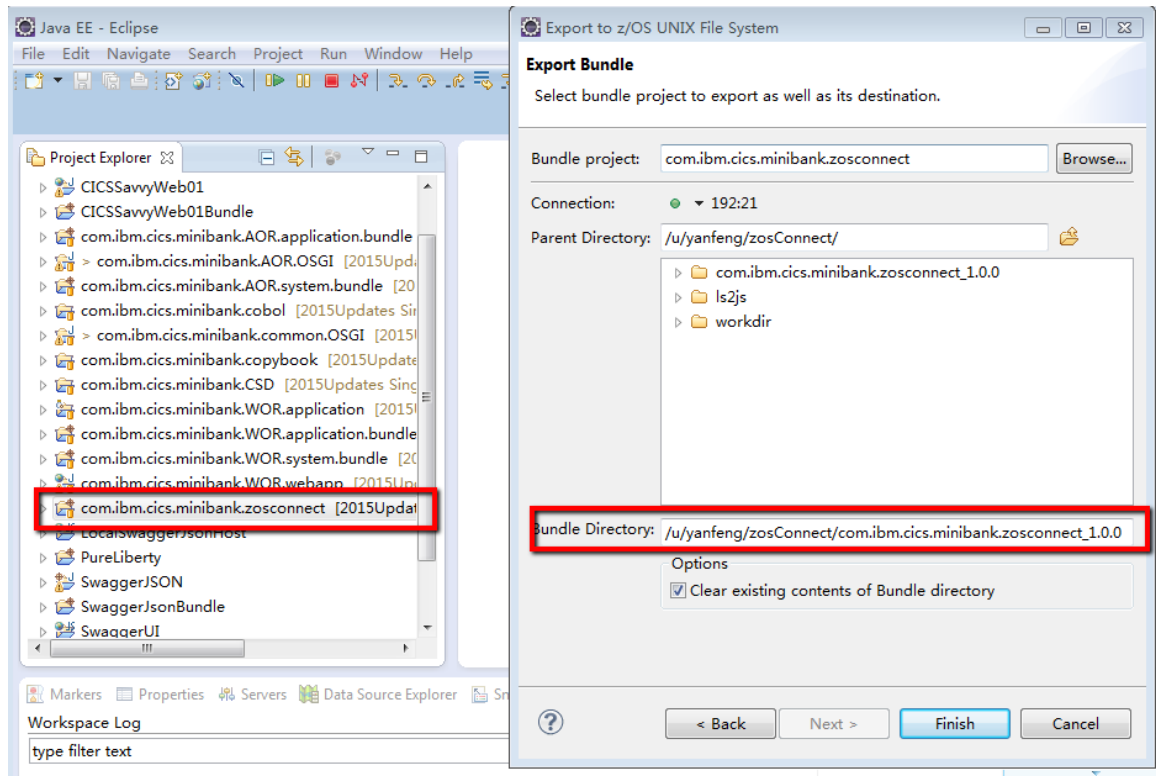 Java EE - Eclipse
File Edit Navigate Search Project Run Window Help
Project Explorer
CICSSavvyWeb01
CICSSavvyWeb01Bundle
com.ibm.cics.minibank.AOR.application.bundle
> com.ibm.cics.minibank.AOR.OSGI [2015Upda
com.ibm.cics.minibank.AOR.system.bundle [20
com.ibm.cics.minibank.cobol [2015Updates Sin
> com.ibm.cics.minibank.common.OSGI [2015
com.ibm.cics.minibank.copybook [2015Update
com.ibm.cics.minibank.CSD [2015Updates Sing
com.ibm.cics.minibank.WOR.application [2015
com.ibm.cics.minibank.WOR.application.bundle
com.ibm.cics.minibank.WOR.system.bundle [20
com.ibm.cics.minibank.WOR.webapp [2015Up
com.ibm.cics.minibank.zosconnect [2015Updat
LocalSwaggerJsonHost
PureLiberty
SwaggerJSON
SwaggerJsonBundle
SwaggerUI
Markers Properties Servers Data Source Explorer Sn
Workspace Log
type filter text
Export to z/OS UNIX File System
Export Bundle
Select bundle project to export as well as its destination.
Bundle project: com.ibm.cics.minibank.zosconnect Browse...
Connection: 192:21
Parent Directory: /u/yanfeng/zosConnect/
com.ibm.cics.minibank.zosconnect_1.0.0
ls2js
workdir
Bundle Directory: /u/yanfeng/zosConnect/com.ibm.cics.minibank.zosconnect_1.0.0
Options
Clear existing contents of Bundle directory
? < Back Next > Finish Cancel